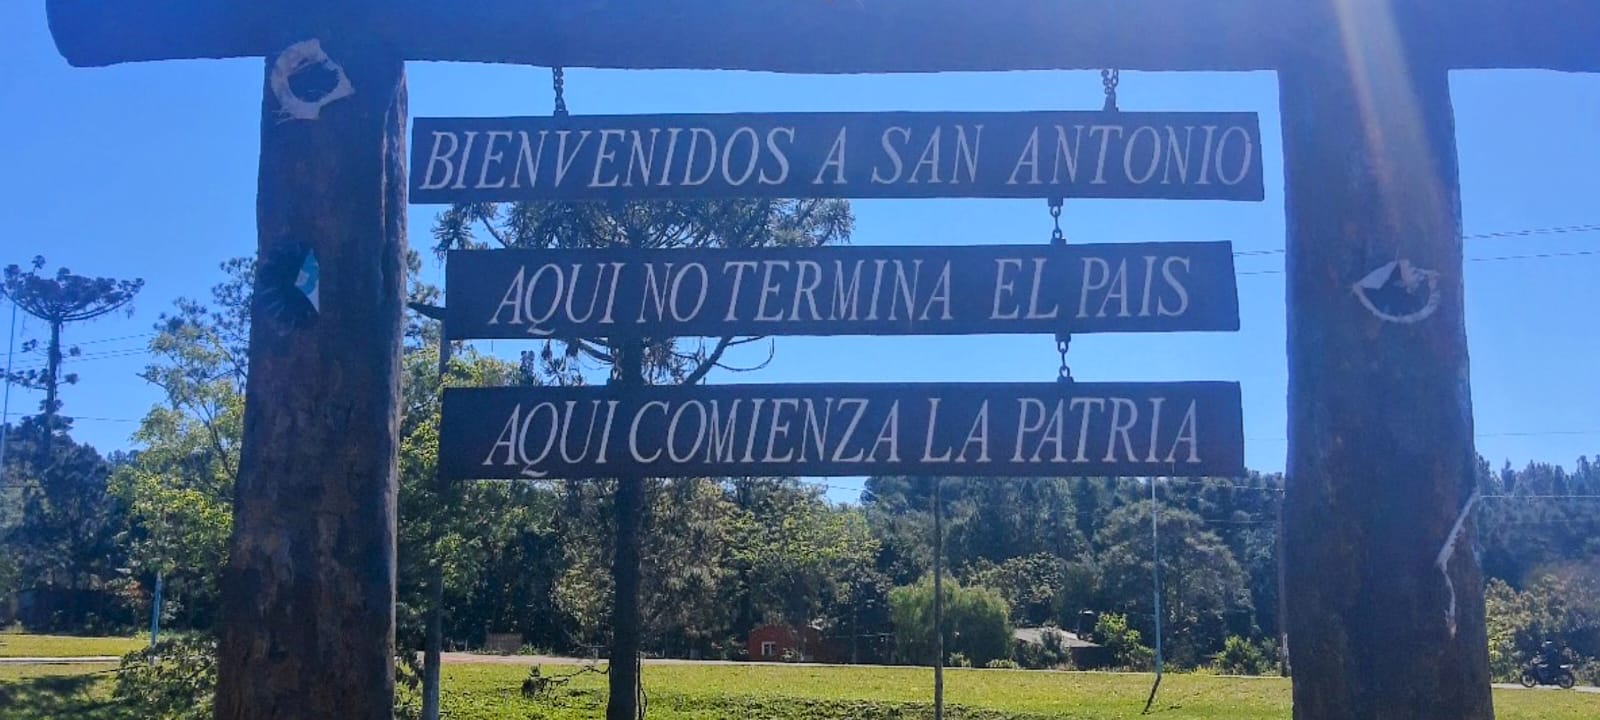 BIENVENIDOS A SAN ANTONIO
AQUI NO TERMINA EL PAIS
AQUI COMIENZA LA PATRIA